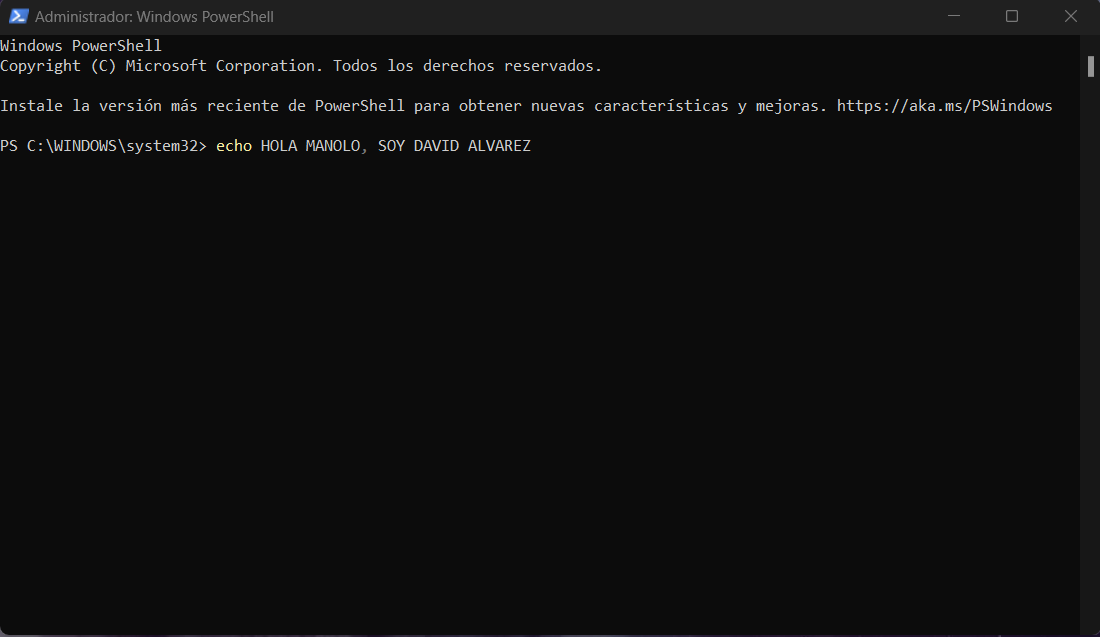 Administrador: Windows PowerShell
Windows PowerShell
Copyright (C) Microsoft Corporation. Todos los derechos reservados.
Instale la versión más reciente de PowerShell para obtener nuevas características y mejoras. https://aka.ms/PSWindows
PS C:\WINDOWS\system32> echo HOLA MANOLO, SOY DAVID ALVAREZ